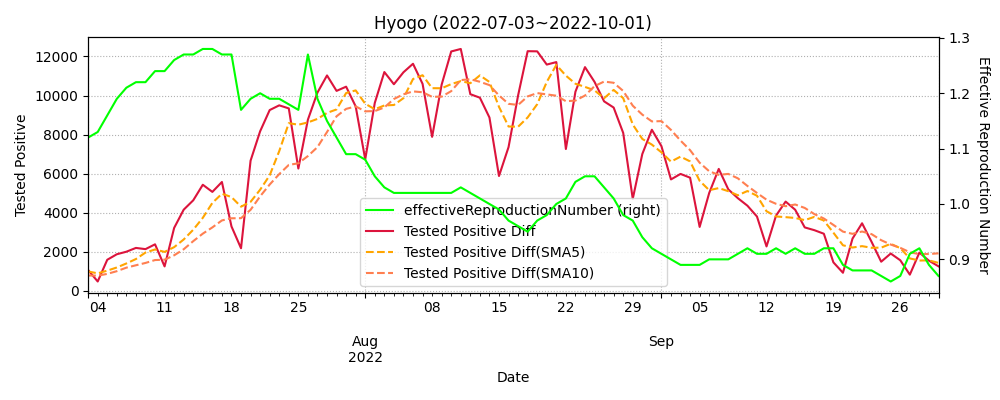 Hyogo (2022-07-03~2022-10-01)
Tested Positive
12000
10000
8000
6000
4000
2000
0
1.3
1.2
1.1
1.0
0.9
Effective Reproduction Number
effectiveReproductionNumber (right)
Tested Positive Diff
Tested Positive Diff(SMA5)
Tested Positive Diff(SMA10)
04 11 18 25 08 15 22 29 05 12 19 26
Aug Sep
2022
Date